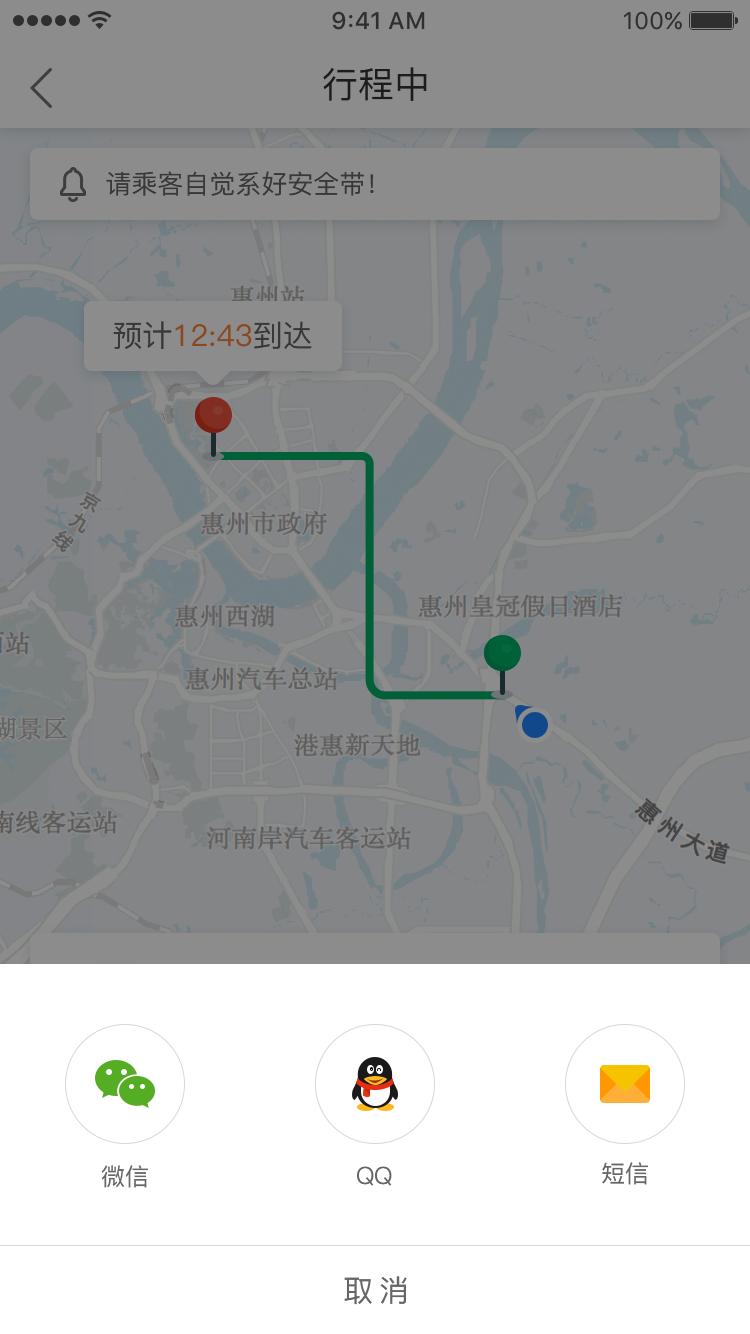 9:41 AM 100%
行程中
请乘客自觉系好安全带！
惠州站
预计12:43到达
京九线
惠州市政府
惠州皇冠假日酒店
惠州西湖
站
惠州汽车总站
湖景区
港惠新天地
惠州大道
南线客运站
河南岸汽车客运站
微信
QQ
短信
取消